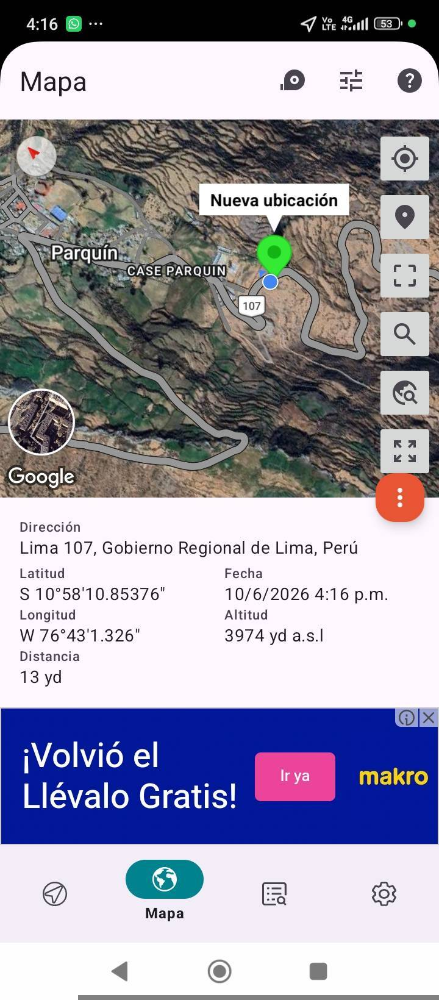 4:16
Vo LTE 4G 53
Mapa
Nueva ubicación
Parquín
CASE PARQUIN
107
Google
Dirección
Lima 107, Gobierno Regional de Lima, Perú
Latitud
S 10°58'10.85376"
Fecha
10/6/2026 4:16 p.m.
Longitud
W 76°43'1.326"
Altitud
3974 yd a.s.l
Distancia
13 yd
¡Volvió el
Llévalo Gratis!
Ir ya
makro
Mapa